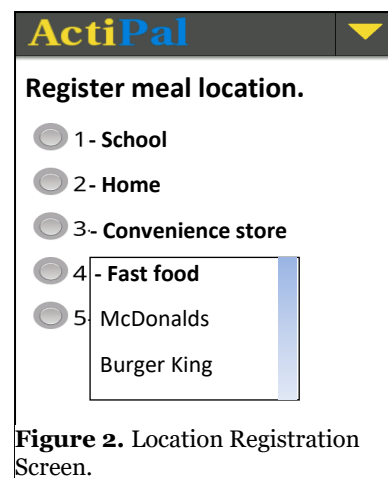 ActiPal
Register meal location.
1 - School
2 - Home
3 - Convenience store
4 - Fast food
5 McDonalds
Burger King
Figure 2. Location Registration
Screen.